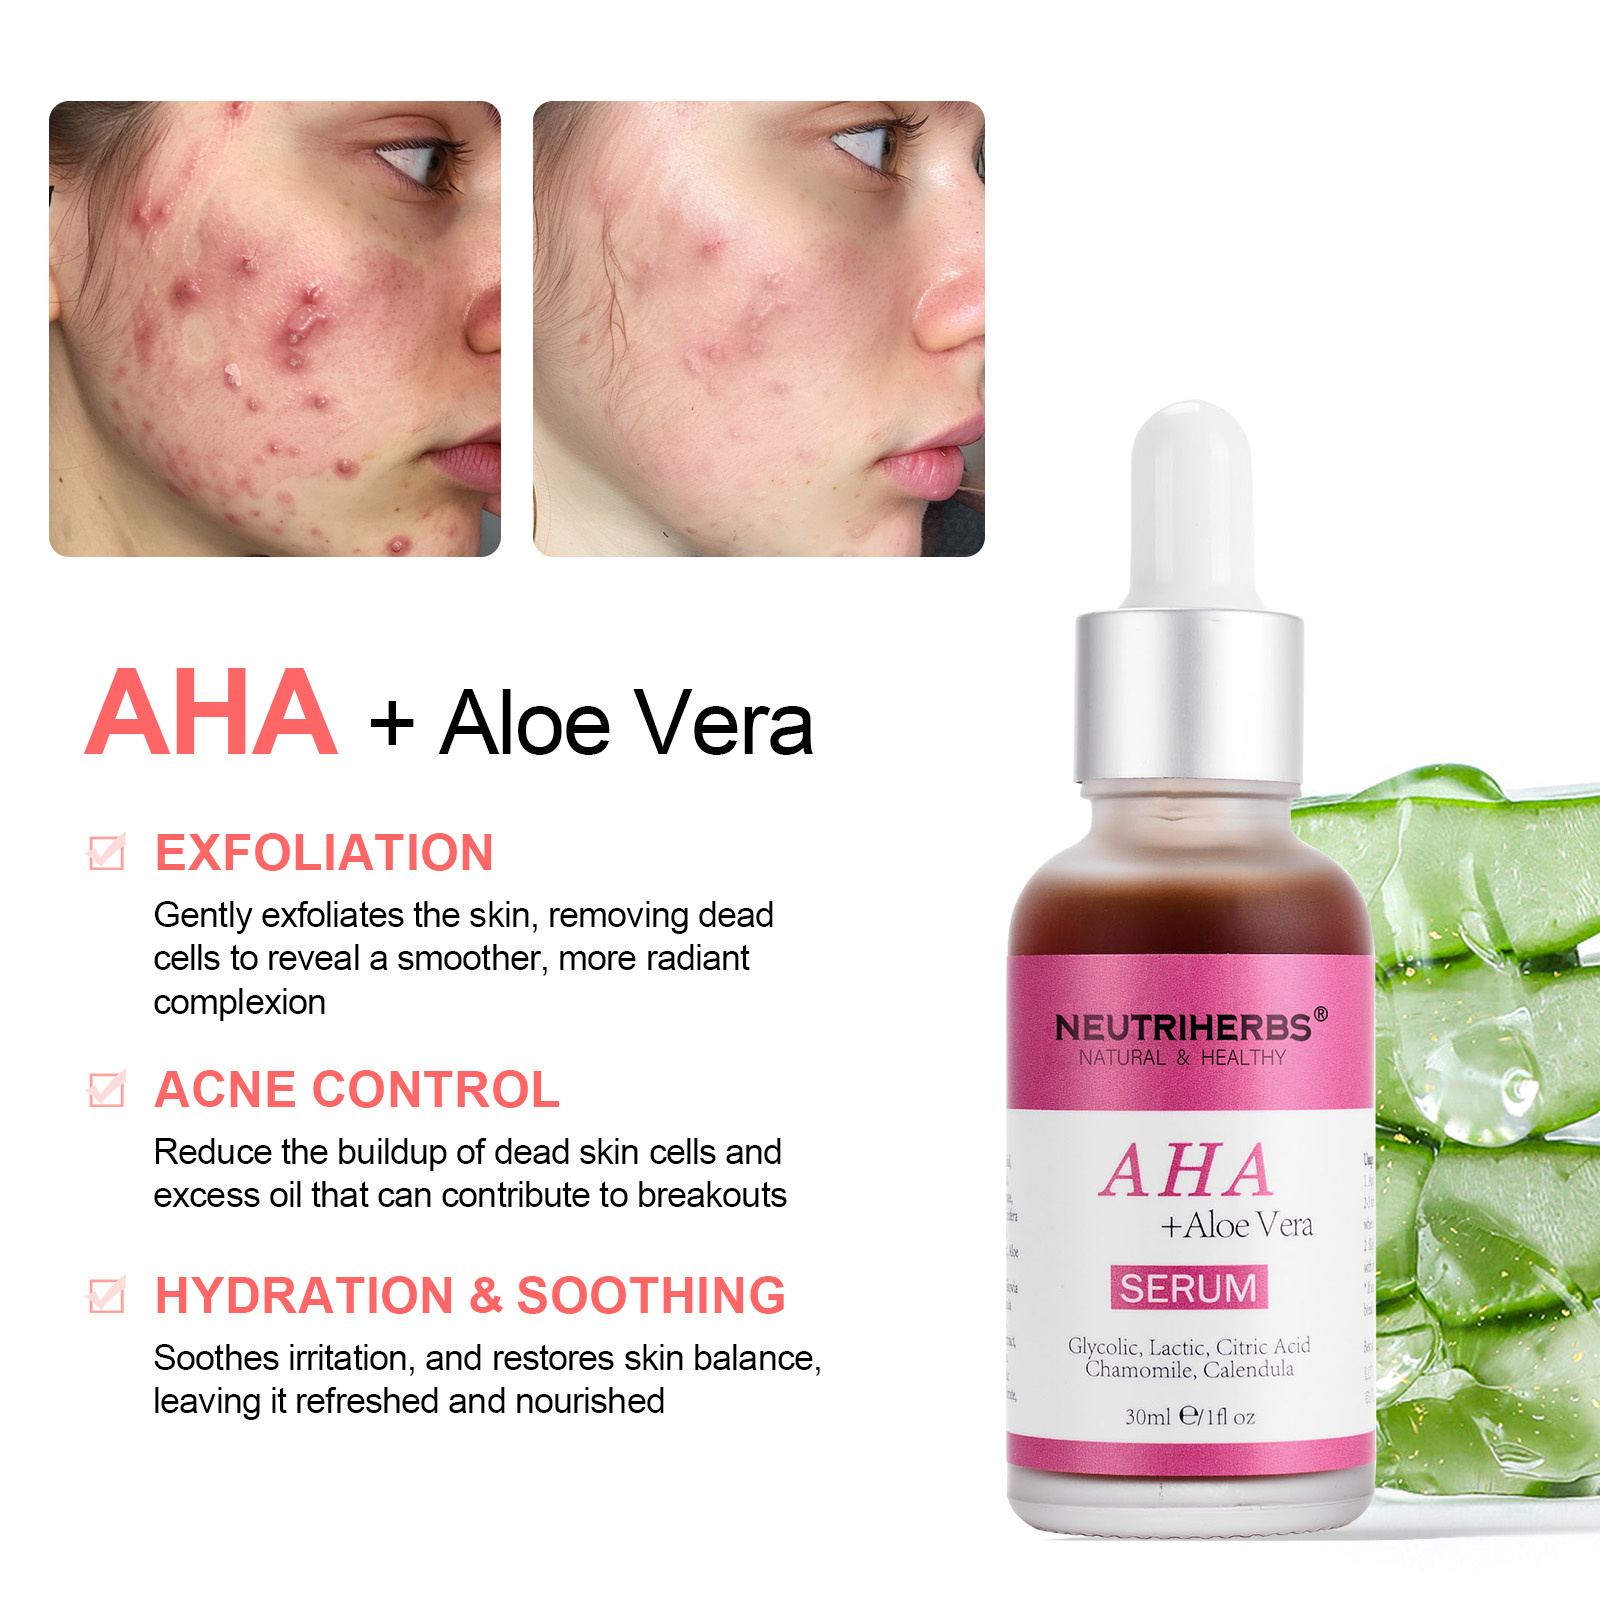 AHA + Aloe Vera
EXFOLIATION
Gently exfoliates the skin, removing dead
cells to reveal a smoother, more radiant
complexion
ACNE CONTROL
Reduce the buildup of dead skin cells and
excess oil that can contribute to breakouts
HYDRATION & SOOTHING
Soothes irritation, and restores skin balance,
leaving it refreshed and nourished
NEUTRIHERBS®
NATURAL & HEALTHY
AHA
+Aloe Vera
SERUM
Glycolic, Lactic, Citric Acid
Chamomile, Calendula
30ml ℮/1fl oz